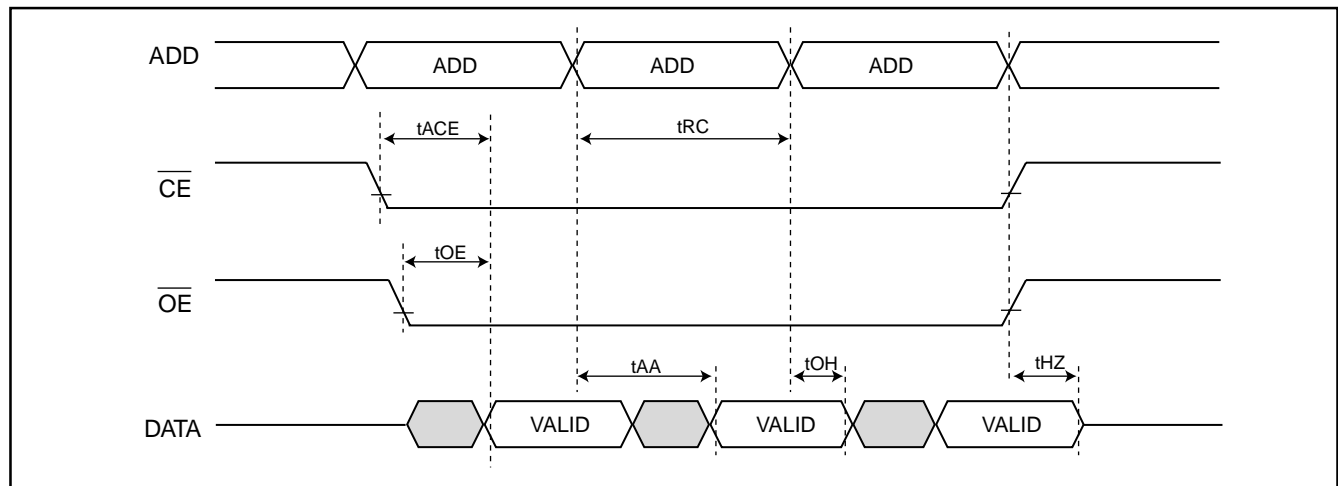 ADD ADD ADD ADD
tACE tRC
CE
tOE
OE
tAA tOH tHZ
DATA VALID VALID VALID